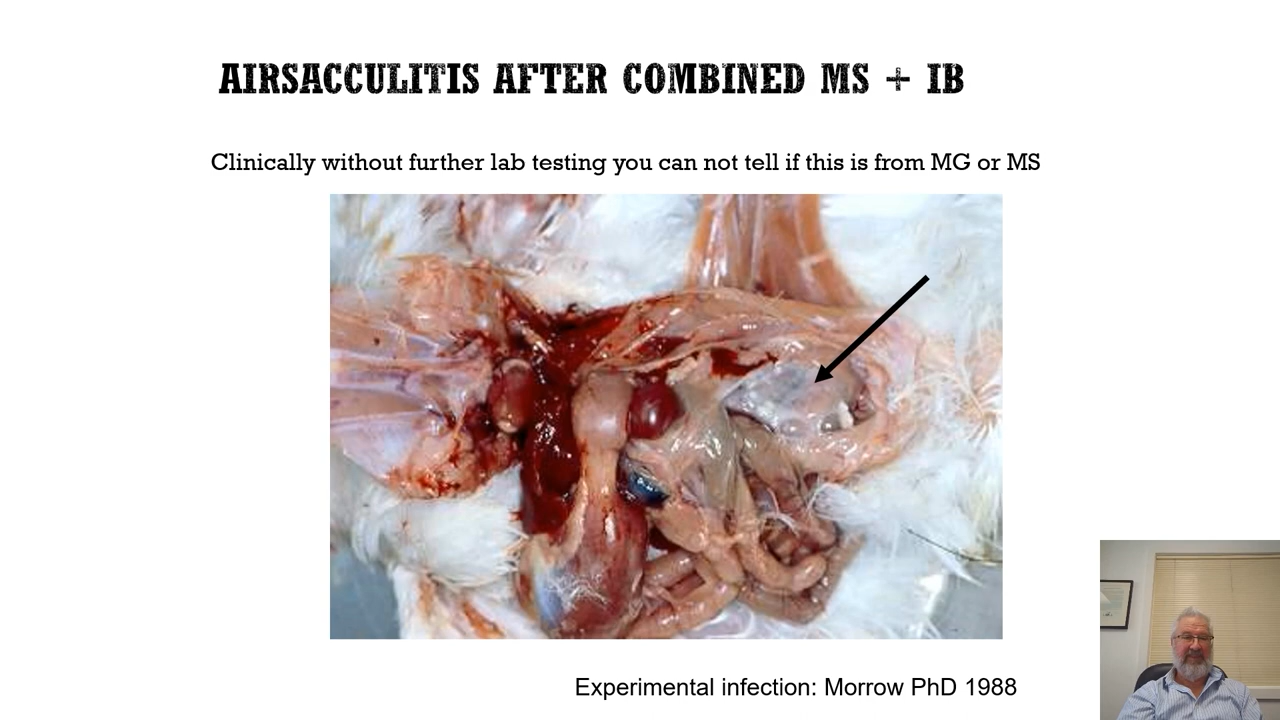 AIRSACCULITIS AFTER COMBINED MS + IB
Clinically without further lab testing you can not tell if this is from MG or MS
Experimental infection: Morrow PhD 1988